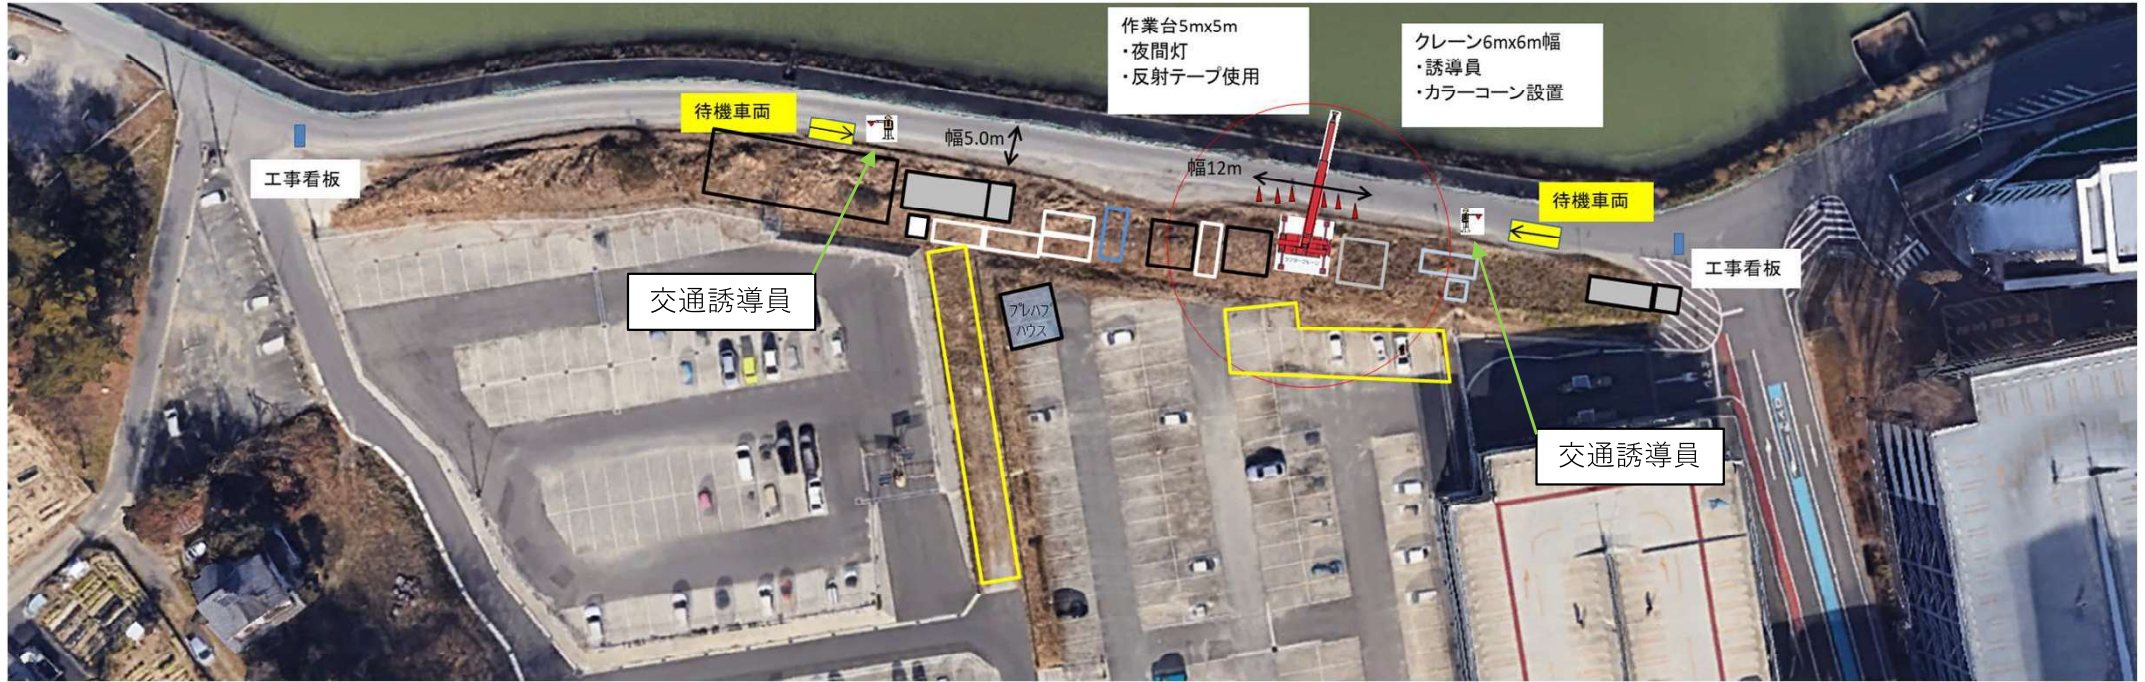 作業台5mx5m
・夜間灯
・反射テープ使用
クレーン6mx6m幅
・誘導員
・カラーコーン設置
待機車両
幅5.0m
工事看板
幅12m
待機車両
工事看板
交通誘導員
プレハブ
ハウス
交通誘導員